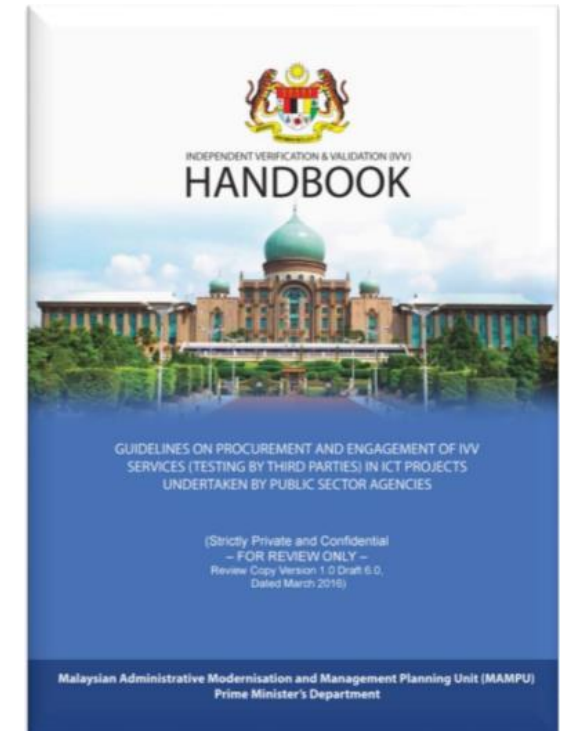 INDEPENDENT VERIFICATION & VALIDATION (IVV)
HANDBOOK
GUIDELINES ON PROCUREMENT AND ENGAGEMENT OF IVV
SERVICES (TESTING BY THIRD PARTIES) IN ICT PROJECTS
UNDERTAKEN BY PUBLIC SECTOR AGENCIES
(Strictly Private and Confidential
– FOR REVIEW ONLY –
Review Copy Version 1.0 Draft 6.0,
Dated March 2016)
Malaysian Administrative Modernisation and Management Planning Unit (MAMPU)
Prime Minister's Department